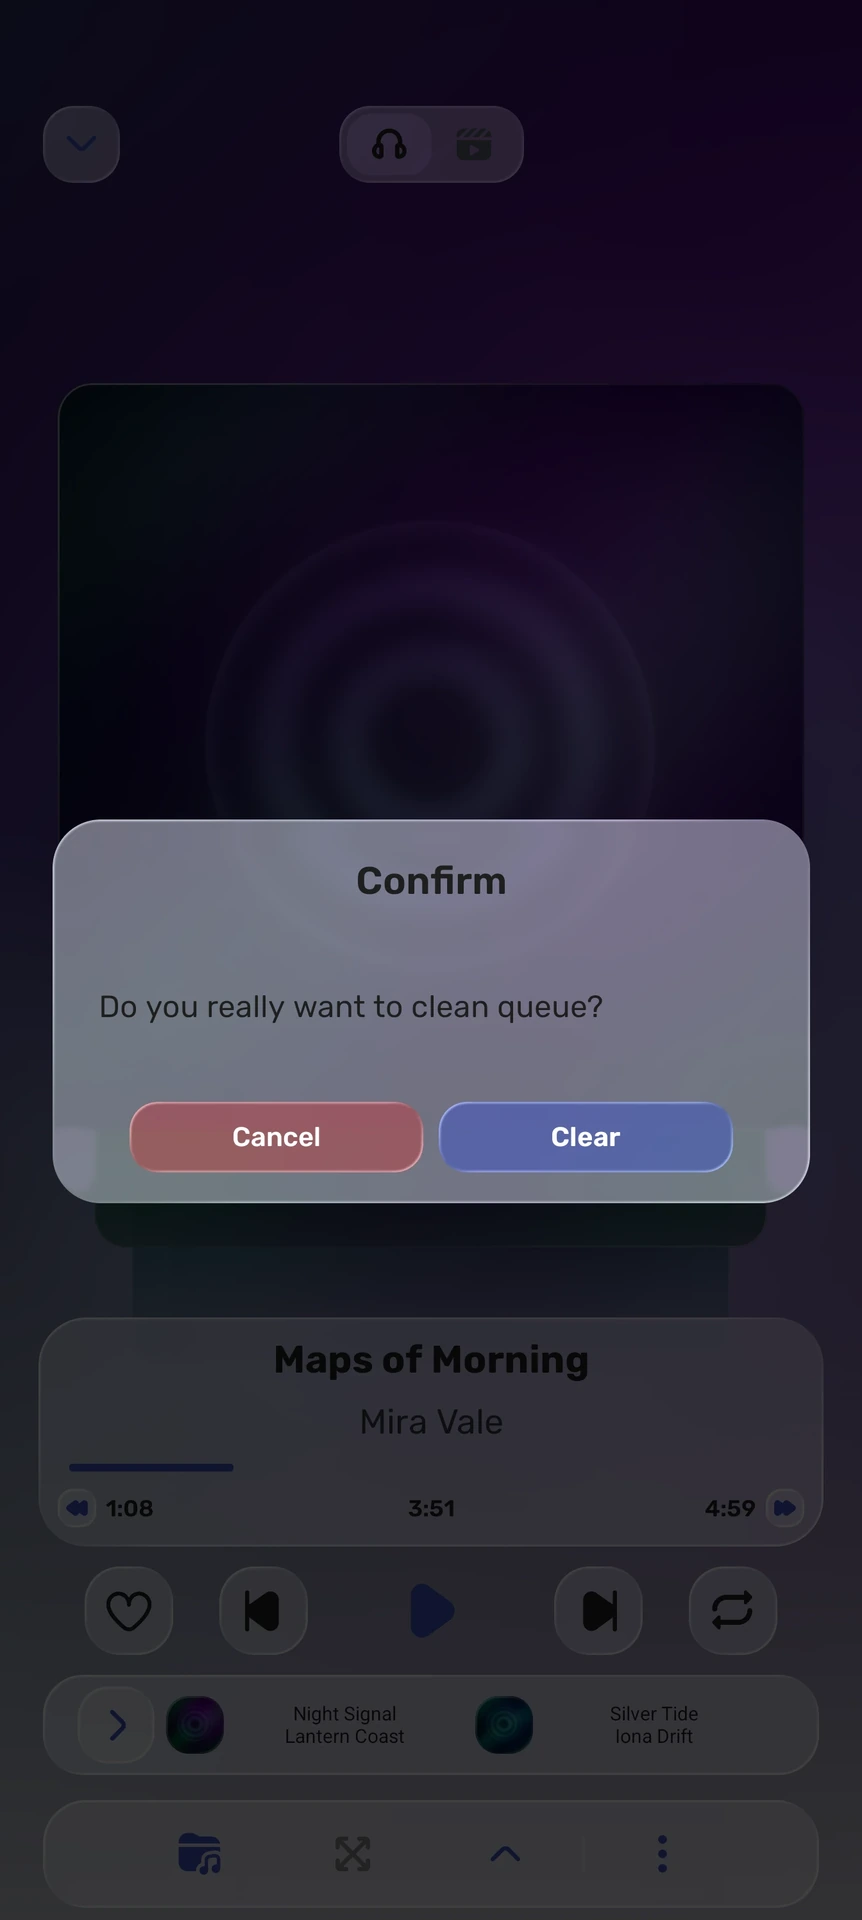 Confirm
Do you really want to clean queue?
Cancel
Clear
Maps of Morning
Mira Vale
1:08
3:51
4:59
Night Signal
Lantern Coast
Silver Tide
Iona Drift